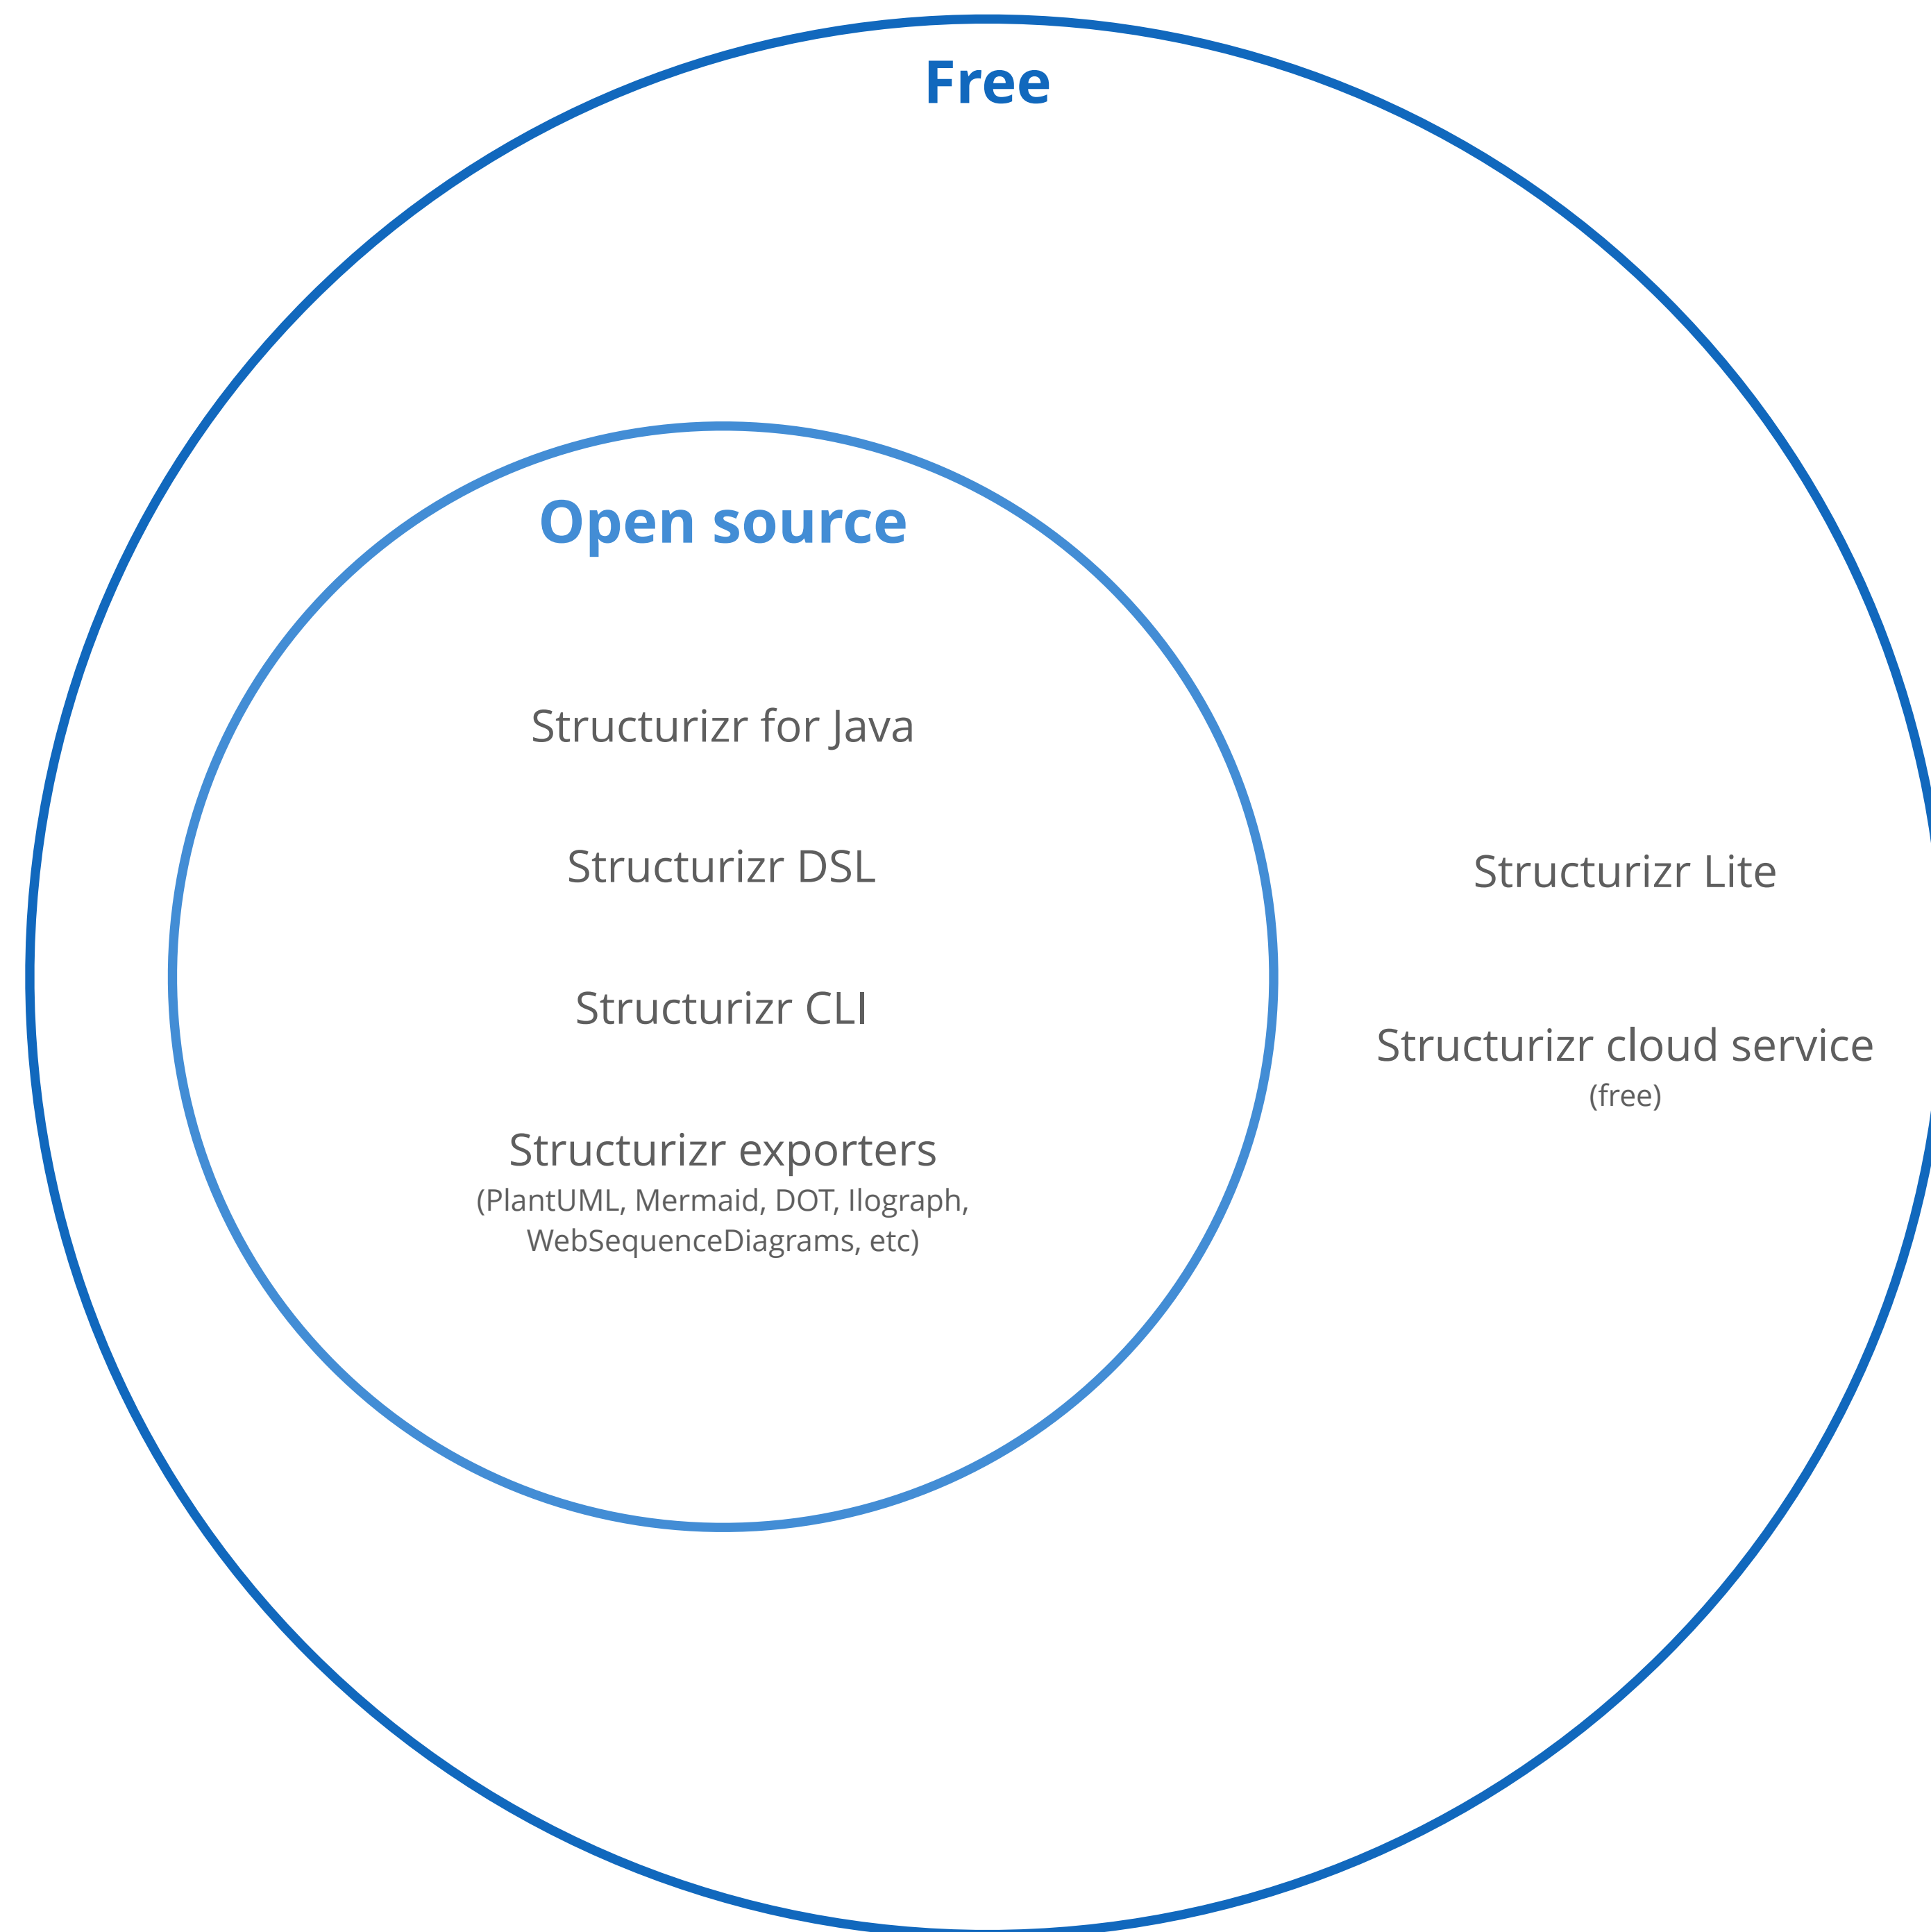 Free
Open source
Structurizr for Java
Structurizr DSL
Structurizr CLI
Structurizr exporters
(PlantUML, Mermaid, DOT, Ilograph,
WebSequenceDiagrams, etc)
Structurizr Lite
Structurizr cloud service
(free)